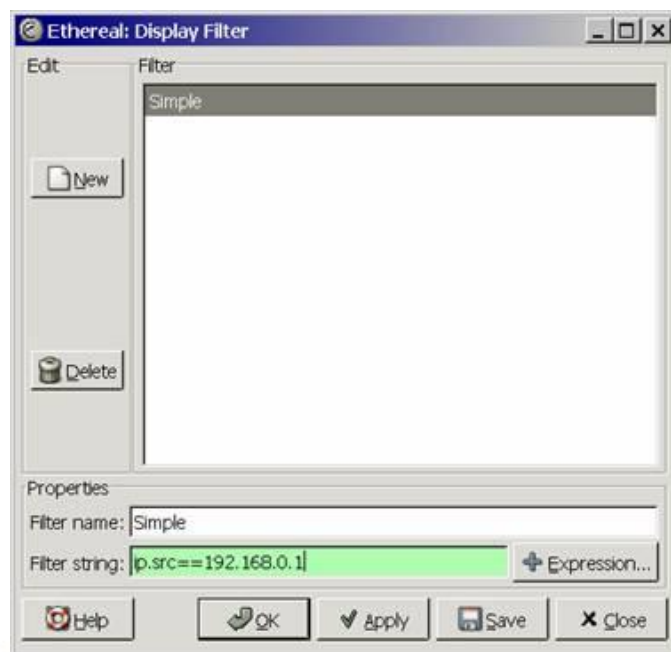 Ethereal: Display Filter
Edit
Filter
Simple
New
Delete
Properties
Filter name: Simple
Filter string: ip.src==192.168.0.1
Expression...
Help
OK
Apply
Save
Close